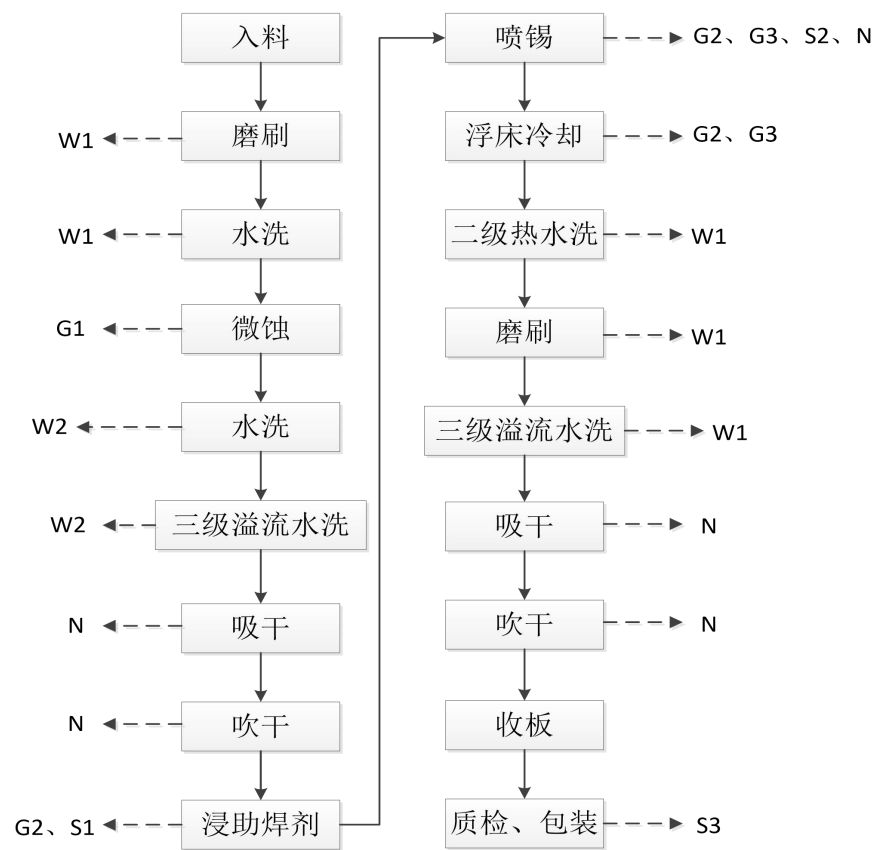 入料
W1
磨刷
W1
水洗
G1
微蚀
W2
水洗
W2
三级溢流水洗
N
吸干
N
吹干
G2、S1
浸助焊剂
喷锡
G2、G3、S2、N
浮床冷却
G2、G3
二级热水洗
W1
磨刷
W1
三级溢流水洗
W1
吸干
N
吹干
N
收板
质检、包装
S3